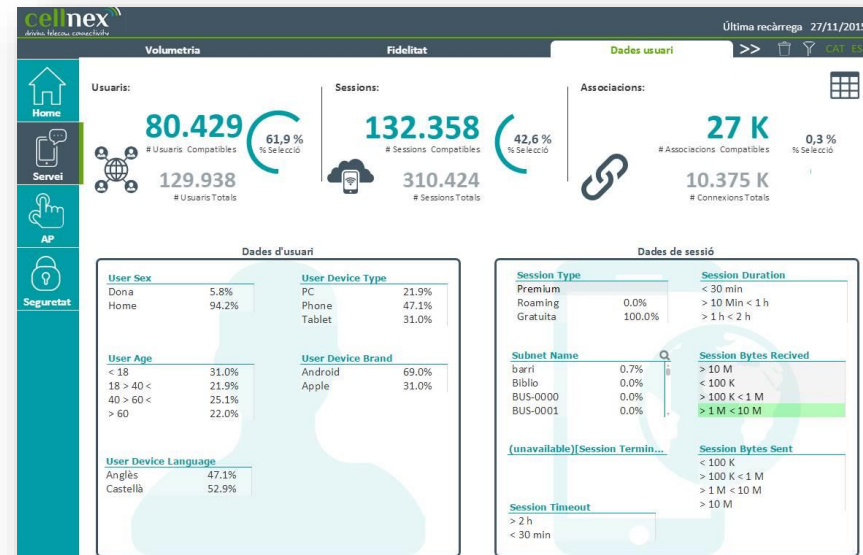 cellnex
driving telecom connectivity
Última recàrrega 27/11/2015
Volumetria Fidelitat Dades usuari >> CAT ES
Home
Servei
AP
Seguretat
Usuaris:
80.429
# Usuaris Compatibles
61,9 %
% Selecció
129.938
# Usuaris Totals
Sessions:
132.358
# Sessions Compatibles
42,6 %
% Selecció
310.424
# Sessions Totals
Associacions:
27 K
# Associacions Compatibles
0,3 %
% Selecció
10.375 K
# Connexions Totals
Dades d'usuari
User Sex
Dona 5.8%
Home 94.2%
User Device Type
PC 21.9%
Phone 47.1%
Tablet 31.0%
User Age
< 18 31.0%
18 > 40 < 21.9%
40 > 60 < 25.1%
> 60 22.0%
User Device Brand
Android 69.0%
Apple 31.0%
User Device Language
Anglès 47.1%
Castellà 52.9%
Dades de sessió
Session Type
Premium
Roaming 0.0%
Gratuita 100.0%
Session Duration
< 30 min
> 10 Min < 1 h
> 1 h < 2 h
Subnet Name
barri 0.7%
Biblio 0.0%
BUS-0000 0.0%
BUS-0001 0.0%
Session Bytes Recived
> 10 M
< 100 K
> 100 K < 1 M
> 1 M < 10 M
(unavailable)[Session Termin...
Session Bytes Sent
< 100 K
> 100 K < 1 M
> 1 M < 10 M
> 10 M
Session Timeout
> 2 h
< 30 min